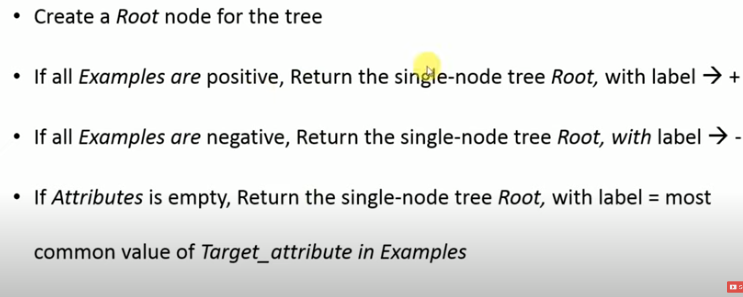 • Create a Root node for the tree
• If all Examples are positive, Return the single-node tree Root, with label → +
• If all Examples are negative, Return the single-node tree Root, with label → -
• If Attributes is empty, Return the single-node tree Root, with label = most
common value of Target_attribute in Examples